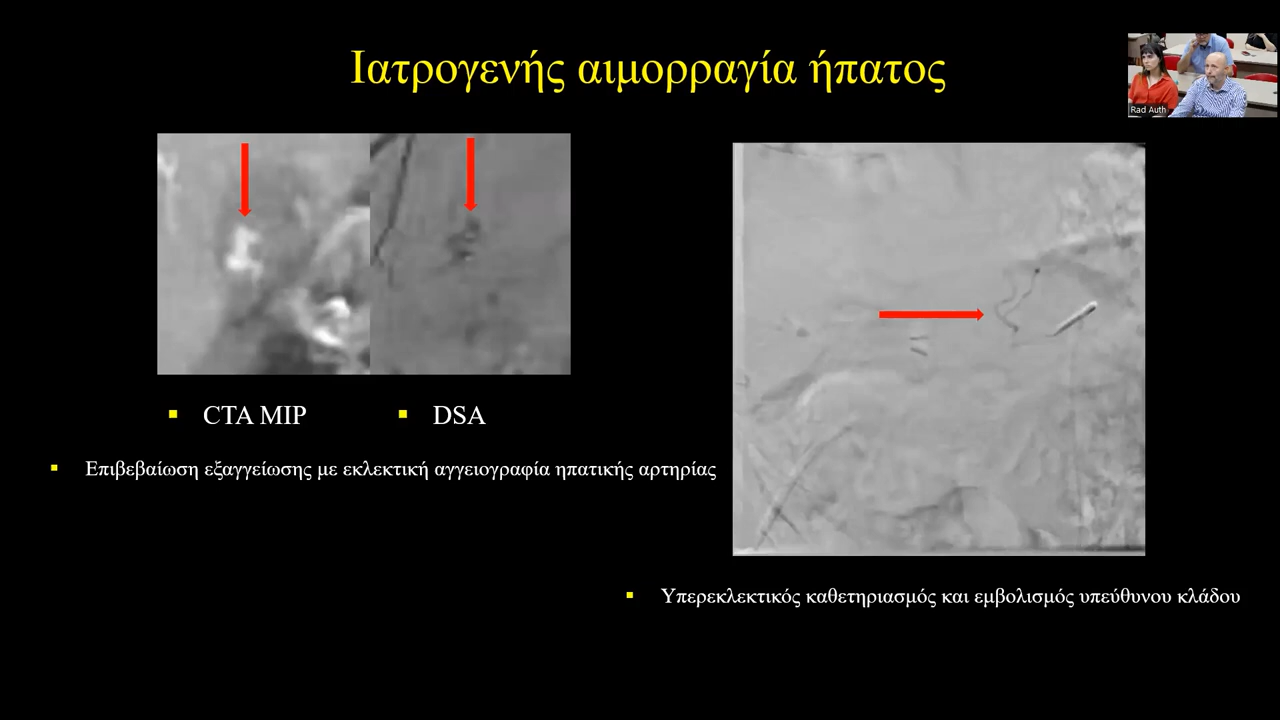 Ιατρογενής αιμορραγία ήπατος
Rad Auth
CTA MIP
DSA
Επιβεβαίωση εξαγγείωσης με εκλεκτική αγγειογραφία ηπατικής αρτηρίας
Υπερεκλεκτικός καθετηριασμός και εμβολισμός υπεύθυνου κλάδου